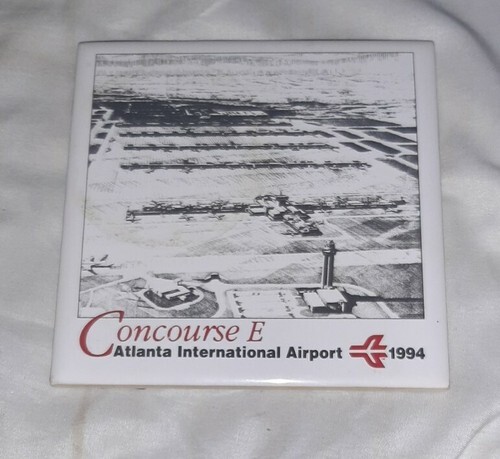 Concourse E
Atlanta International Airport 1994